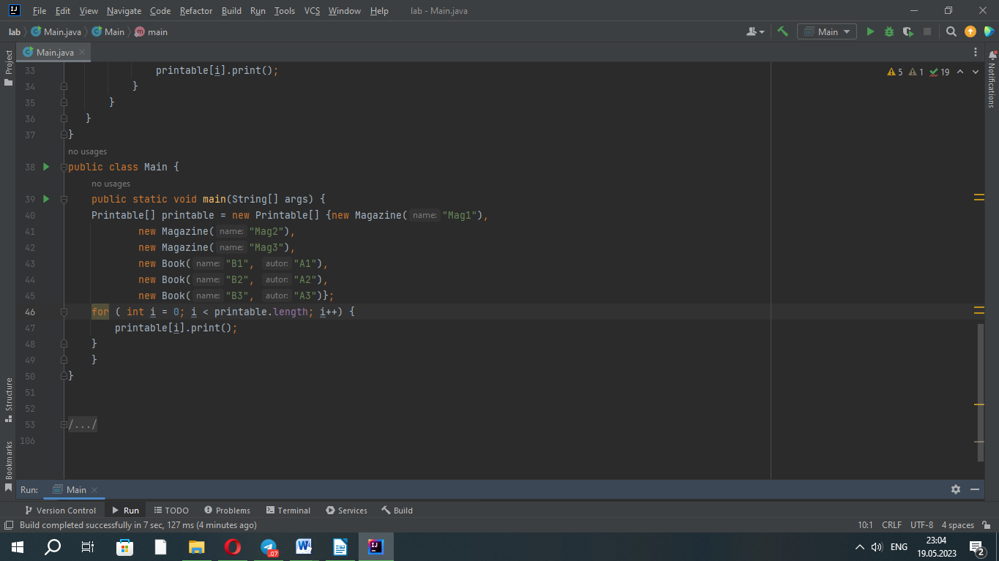 File Edit View Navigate Code Refactor Build Run Tools VCS Window Help lab - Main.java
lab Main.java Main main
Main
Main.java
Project
Notifications
5 1 19
33 printable[i].print();
34 }
35 }
36 }
37 }
no usages
38 public class Main {
no usages
39 public static void main(String[] args) {
40 Printable[] printable = new Printable[] {new Magazine( name: "Mag1"),
41 new Magazine( name: "Mag2"),
42 new Magazine( name: "Mag3"),
43 new Book( name: "B1", autor: "A1"),
44 new Book( name: "B2", autor: "A2"),
45 new Book( name: "B3", autor: "A3")};
46 for ( int i = 0; i < printable.length; i++) {
47 printable[i].print();
48 }
49 }
50 }
51
52
53 /.../
106
Structure
Bookmarks
Run: Main
Version Control Run TODO Problems Terminal Services Build
Build completed successfully in 7 sec, 127 ms (4 minutes ago) 10:1 CRLF UTF-8 4 spaces
.07
ENG
23:04
19.05.2023
2